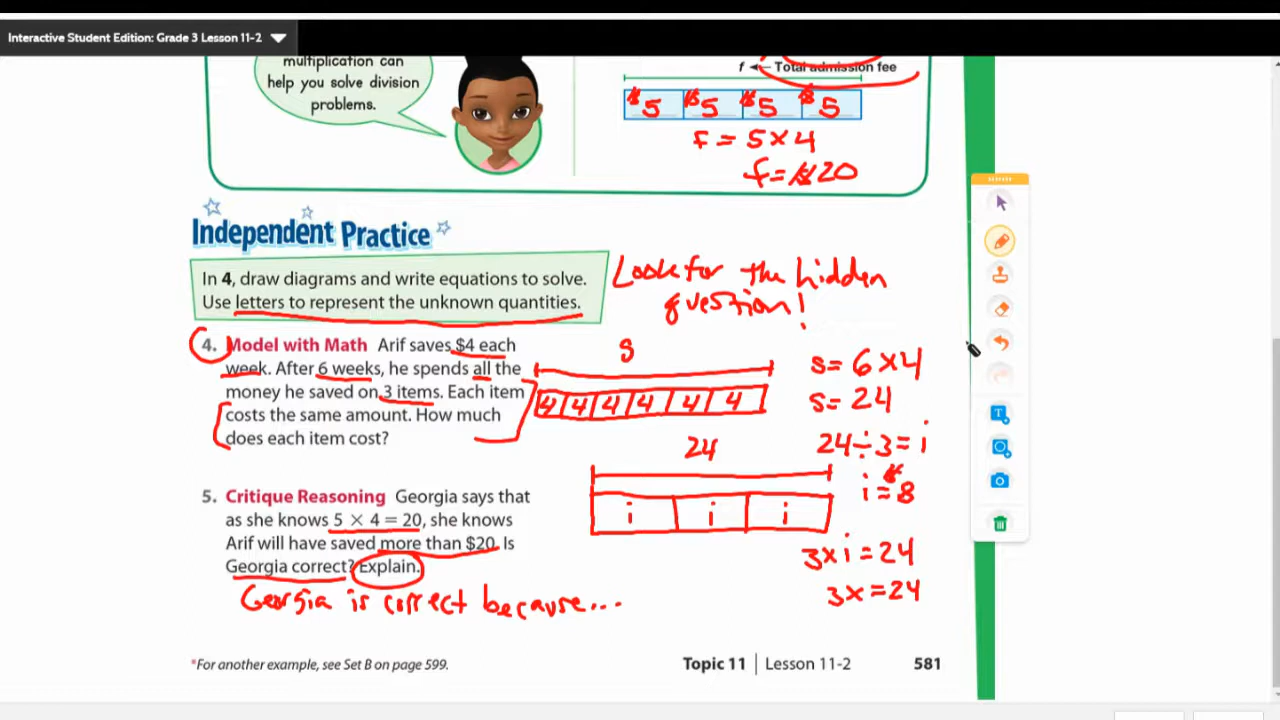 Interactive Student Edition: Grade 3 Lesson 11-2
multiplication can
help you solve division
problems.
f ← Total admission fee
$5 $5 $5 $5
f = 5 × 4
f = $20
Independent Practice
In 4, draw diagrams and write equations to solve.
Use letters to represent the unknown quantities.
Look for the hidden
question!
4. Model with Math Arif saves $4 each
week. After 6 weeks, he spends all the
money he saved on 3 items. Each item
costs the same amount. How much
does each item cost?
s
4 4 4 4 4 4
s = 6 × 4
s = 24
24 ÷ 3 = i
i = $8
24
i i i
3 x i = 24
3x = 24
5. Critique Reasoning Georgia says that
as she knows 5 × 4 = 20, she knows
Arif will have saved more than $20. Is
Georgia correct? Explain.
Georgia is correct because...
*For another example, see Set B on page 599.
Topic 11 | Lesson 11-2 581
T